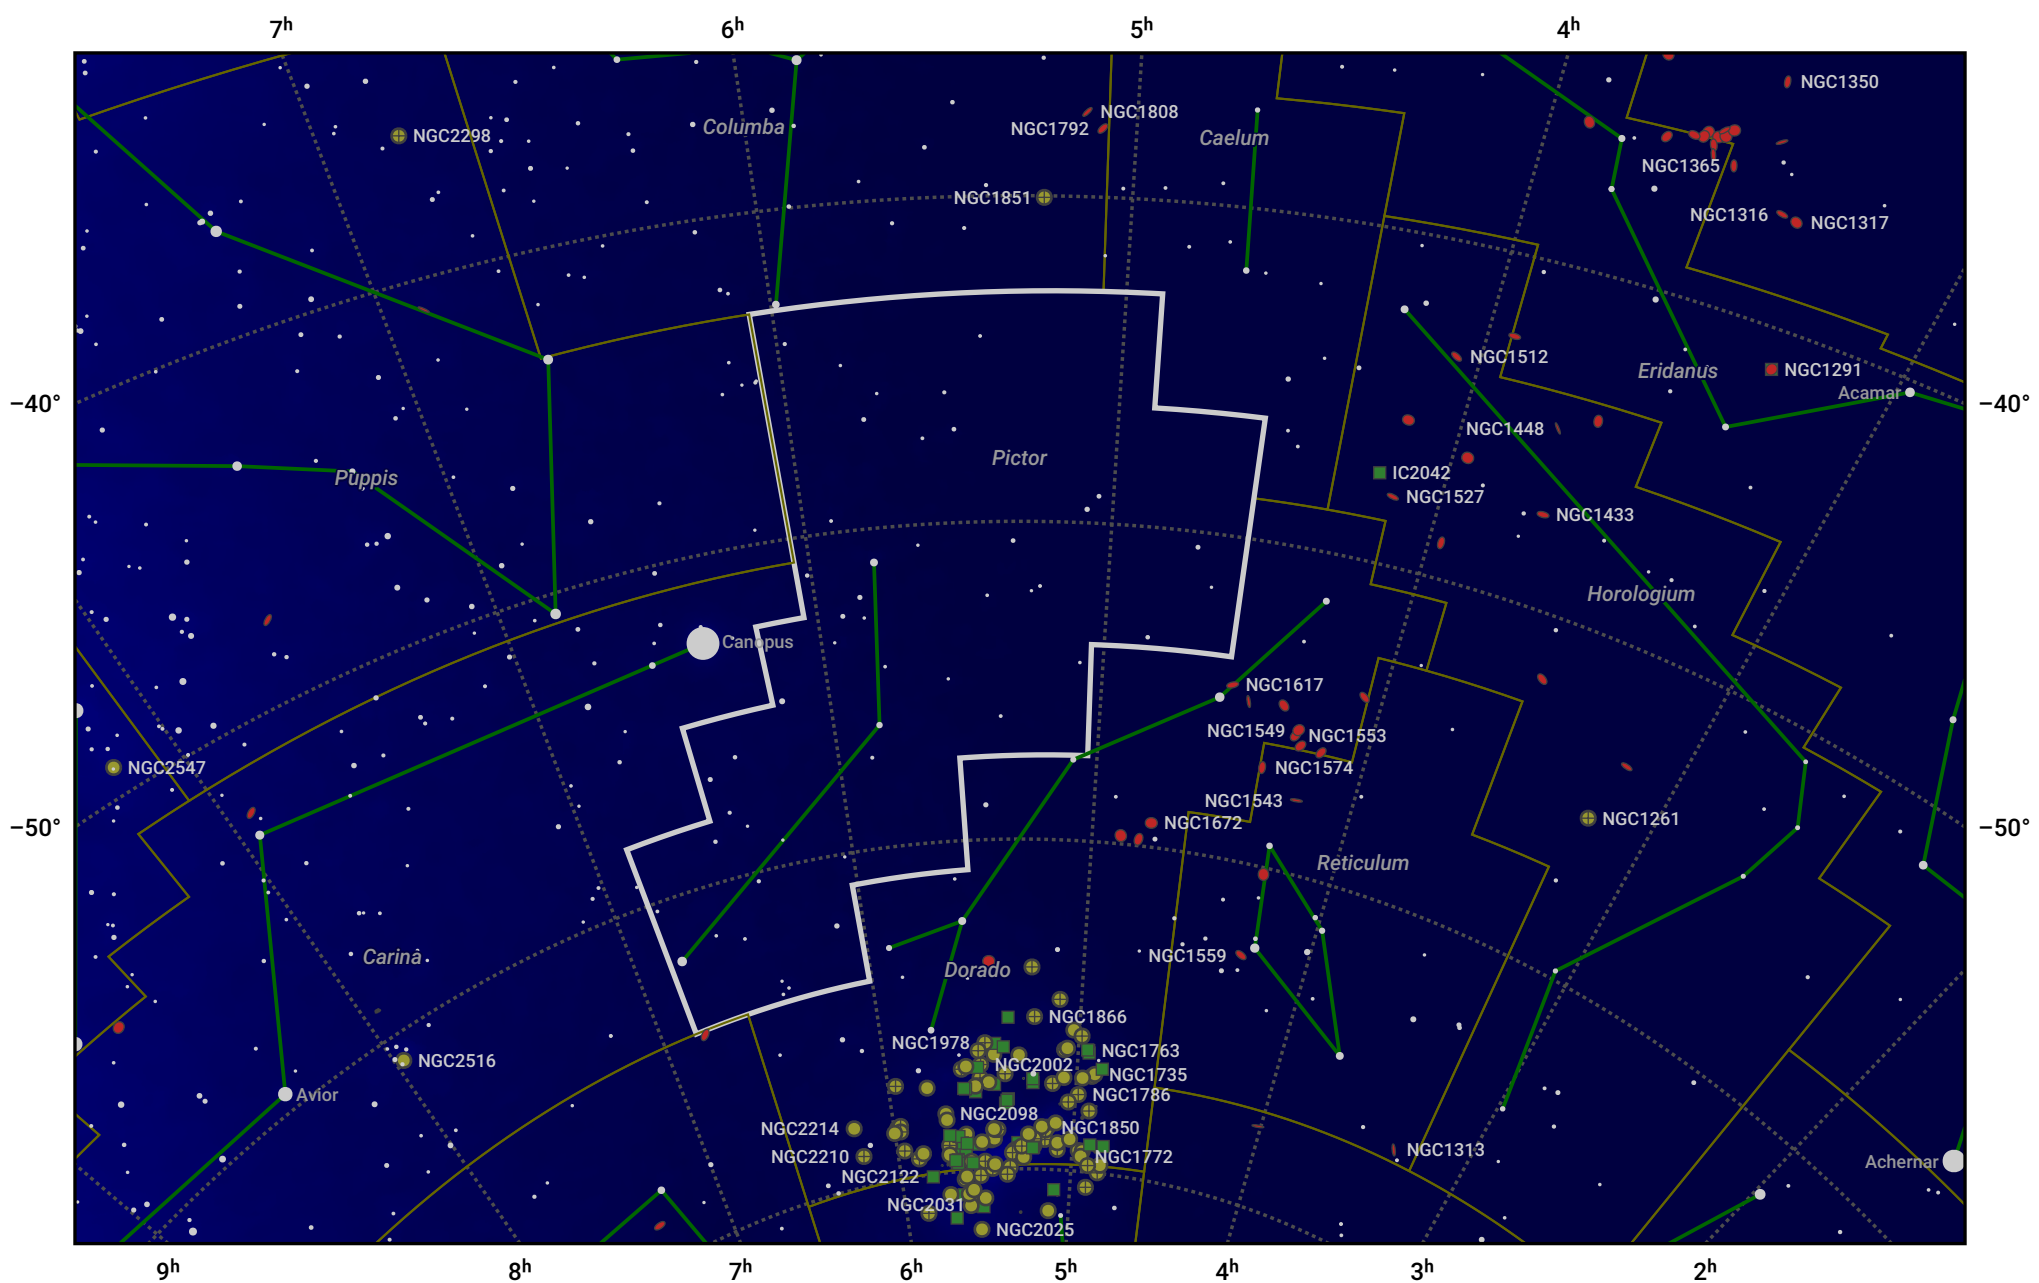 7h 6h 5h 4h
NGC1350
NGC1808
NGC2298 Columba NGC1792 Caelum
NGC1365
NGC1851 NGC1316 NGC1317
NGC1512
Eridanus NGC1291
−40° Acamar −40°
NGC1448
Pictor
Puppis IC2042
NGC1527
NGC1433
Horologium
Canopus
NGC1617
NGC1549 NGC1553
NGC2547 NGC1574
NGC1543
−50° NGC1672 NGC1261 −50°
Reticulum
Carina NGC1559
Dorado
NGC1866
NGC1978 NGC1763
NGC2516 NGC2002 NGC1735
Avior NGC1786
NGC2098
NGC2214 NGC1850
NGC2210 NGC1772 NGC1313
NGC2122 Achernar
NGC2031
NGC2025
9h 8h 7h 6h 5h 4h 3h 2h